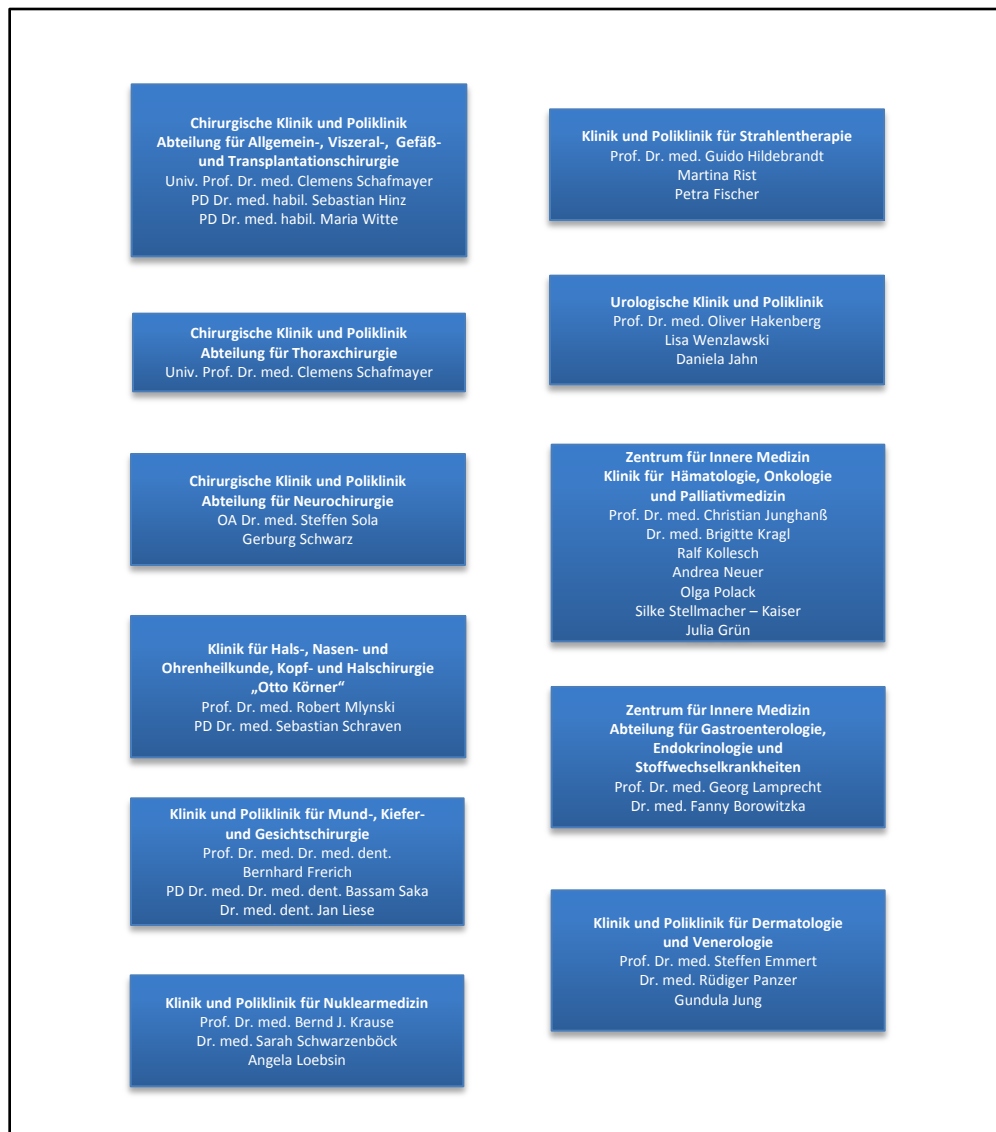 Chirurgische Klinik und Poliklinik
Abteilung für Allgemein-, Viszeral-, Gefäß-
und Transplantationschirurgie
Univ. Prof. Dr. med. Clemens Schafmayer
PD Dr. med. habil. Sebastian Hinz
PD Dr. med. habil. Maria Witte
Chirurgische Klinik und Poliklinik
Abteilung für Thoraxchirurgie
Univ. Prof. Dr. med. Clemens Schafmayer
Chirurgische Klinik und Poliklinik
Abteilung für Neurochirurgie
OA Dr. med. Steffen Sola
Gerburg Schwarz
Klinik für Hals-, Nasen- und
Ohrenheilkunde, Kopf- und Halschirurgie
„Otto Körner“
Prof. Dr. med. Robert Mlynski
PD Dr. med. Sebastian Schraven
Klinik und Poliklinik für Mund-, Kiefer-
und Gesichtschirurgie
Prof. Dr. med. Dr. med. dent.
Bernhard Frerich
PD Dr. med. Dr. med. dent. Bassam Saka
Dr. med. dent. Jan Liese
Klinik und Poliklinik für Nuklearmedizin
Prof. Dr. med. Bernd J. Krause
Dr. med. Sarah Schwarzenböck
Angela Loebsin
Klinik und Poliklinik für Strahlentherapie
Prof. Dr. med. Guido Hildebrandt
Martina Rist
Petra Fischer
Urologische Klinik und Poliklinik
Prof. Dr. med. Oliver Hakenberg
Lisa Wenzlawski
Daniela Jahn
Zentrum für Innere Medizin
Klinik für Hämatologie, Onkologie
und Palliativmedizin
Prof. Dr. med. Christian Junghanß
Dr. med. Brigitte Kragl
Ralf Kollesch
Andrea Neuer
Olga Polack
Silke Stellmacher – Kaiser
Julia Grün
Zentrum für Innere Medizin
Abteilung für Gastroenterologie,
Endokrinologie und
Stoffwechselkrankheiten
Prof. Dr. med. Georg Lamprecht
Dr. med. Fanny Borowitzka
Klinik und Poliklinik für Dermatologie
und Venerologie
Prof. Dr. med. Steffen Emmert
Dr. med. Rüdiger Panzer
Gundula Jung